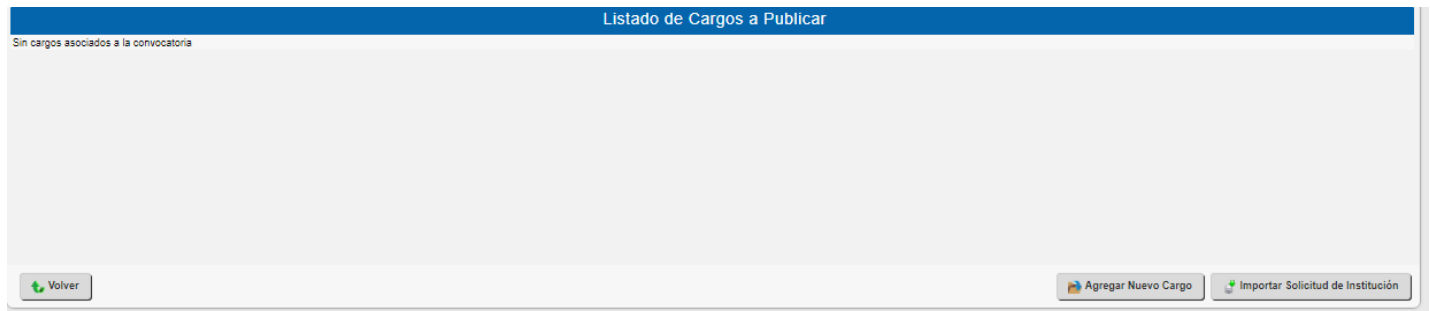 Listado de Cargos a Publicar
Sin cargos asociados a la convocatoria
Volver
Agregar Nuevo Cargo
Importar Solicitud de Institución